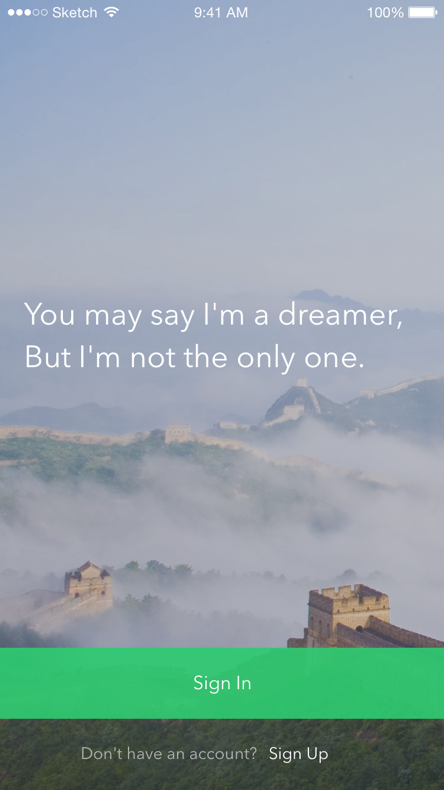 Sketch 9:41 AM 100%
You may say I'm a dreamer,
But I'm not the only one.
Sign In
Don't have an account? Sign Up